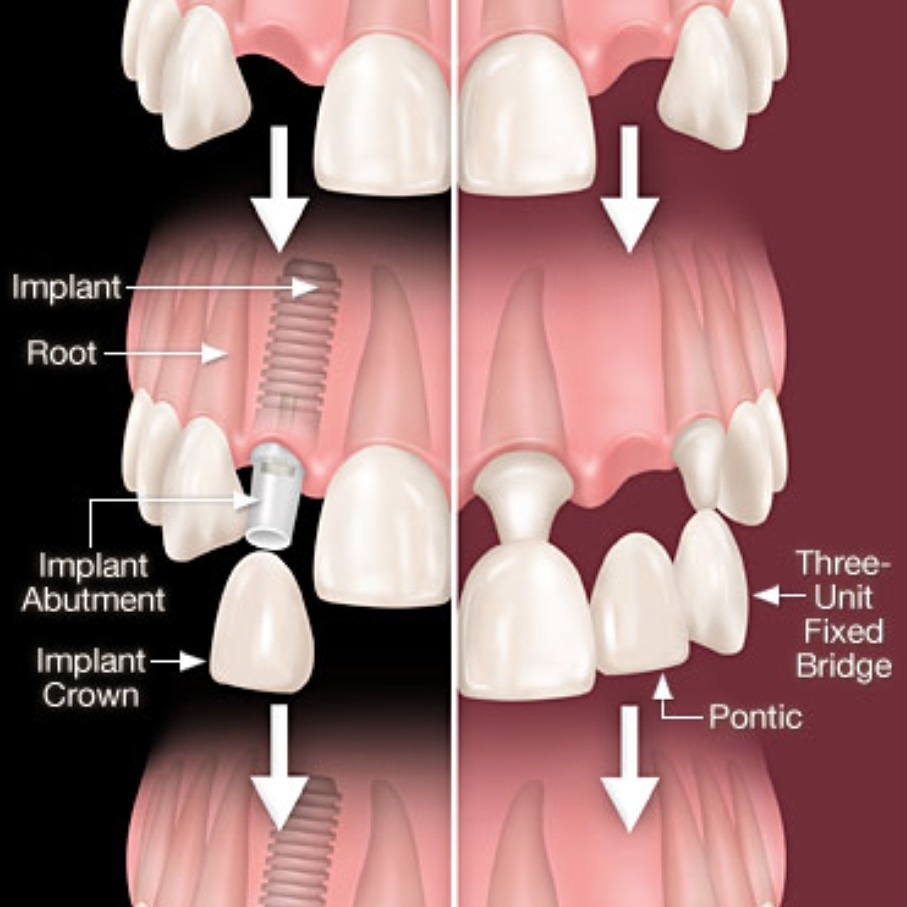 Implant
Root
Implant
Abutment
Implant
Crown
Three-
Unit
Fixed
Bridge
Pontic